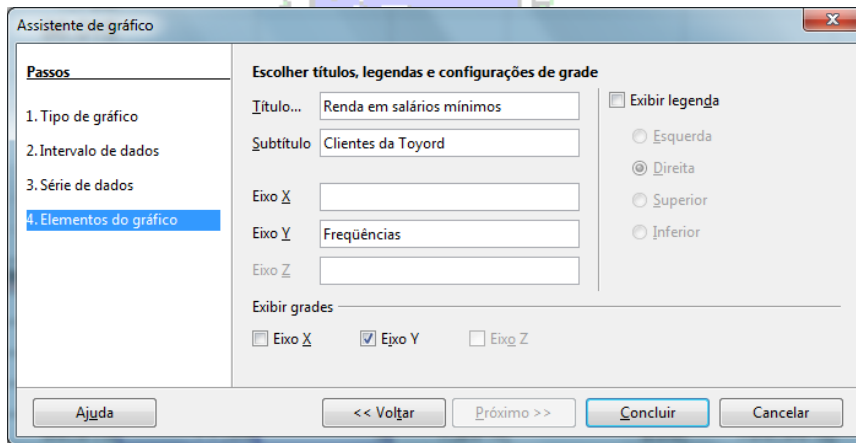 Assistente de gráfico
Passos
1. Tipo de gráfico
2. Intervalo de dados
3. Série de dados
4. Elementos do gráfico
Escolher títulos, legendas e configurações de grade
Título... Renda em salários mínimos
Subtítulo Clientes da Toyord
Eixo X
Eixo Y Freqüências
Eixo Z
Exibir legenda
Esquerda
Direita
Superior
Inferior
Exibir grades
Eixo X Eixo Y Eixo Z
Ajuda << Voltar Próximo >> Concluir Cancelar